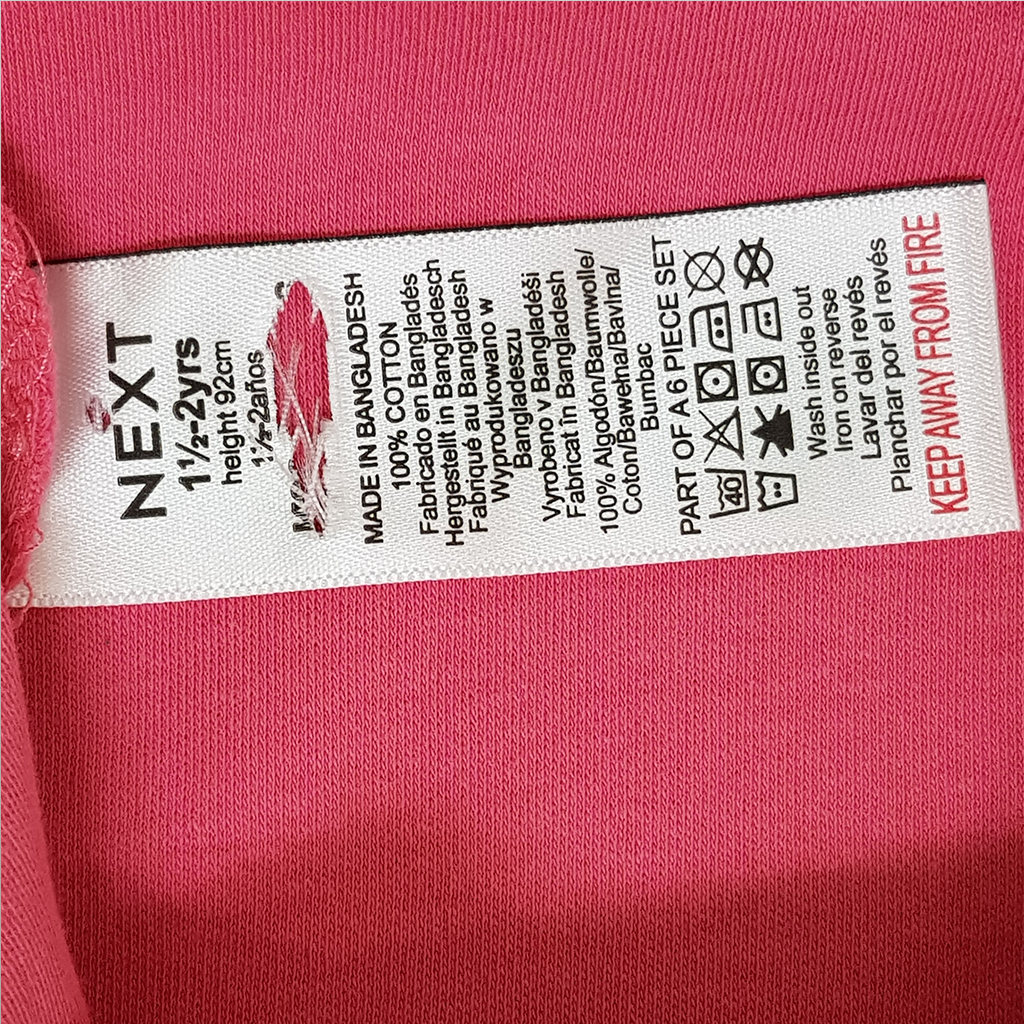 NEXT
1½-2yrs
height 92cm
1½-2años
MADE IN BANGLADESH
100% COTTON
Fabricado en Bangladés
Hergestellt in Bangladesch
Fabriqué au Bangladesh
Wyprodukowano w
Bangladeszu
Vyrobeno v Bangladéši
Fabricat în Bangladesh
100% Algodón/Baumwolle/
Coton/Bawełna/Bavlna/
Bumbac
PART OF A 6 PIECE SET
40
Wash inside out
Iron on reverse
Lavar del revés
Planchar por el revés
KEEP AWAY FROM FIRE